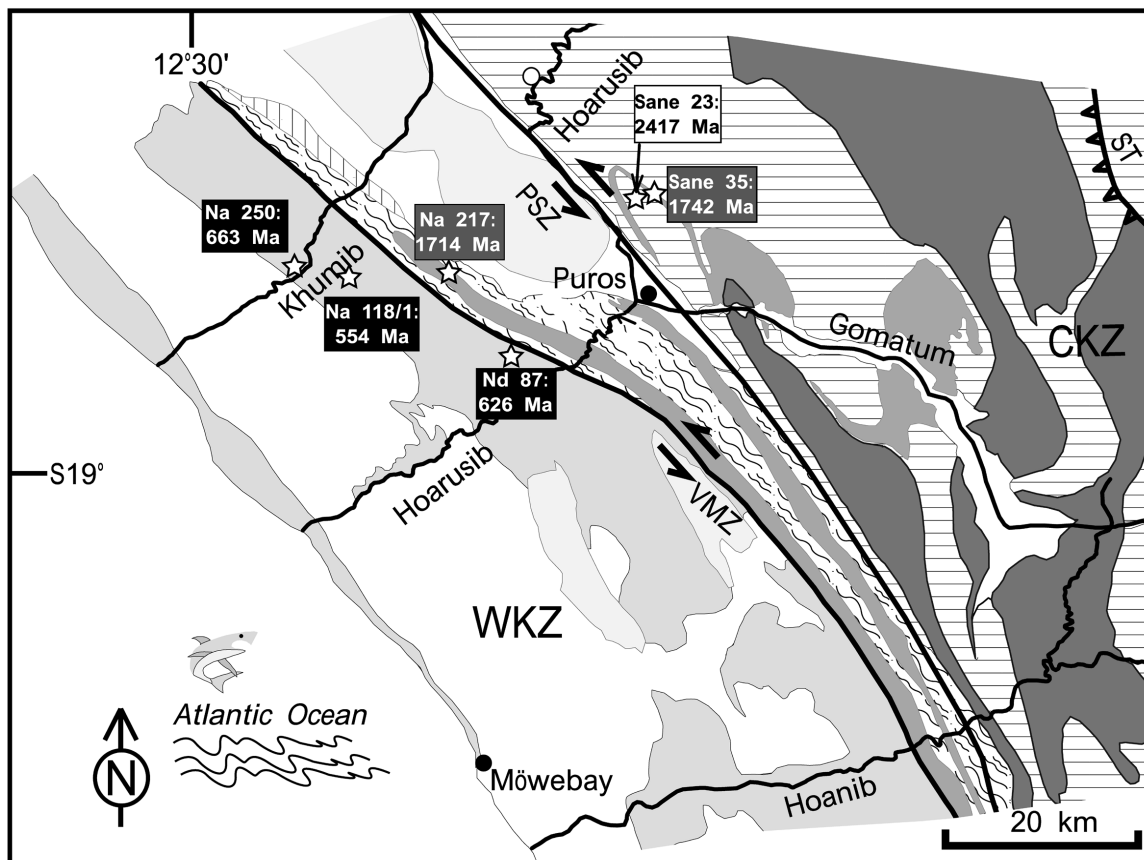 12°30'
Hoarusib
Sane 23:
2417 Ma
ST
PSZ
Sane 35:
1742 Ma
Na 250:
663 Ma
Na 217:
1714 Ma
Khumib
Puros
Na 118/1:
554 Ma
Gomatum
CKZ
Nd 87:
626 Ma
S19°
Hoarusib
VMZ
WKZ
Atlantic Ocean
N
Möwebay
Hoanib
20 km